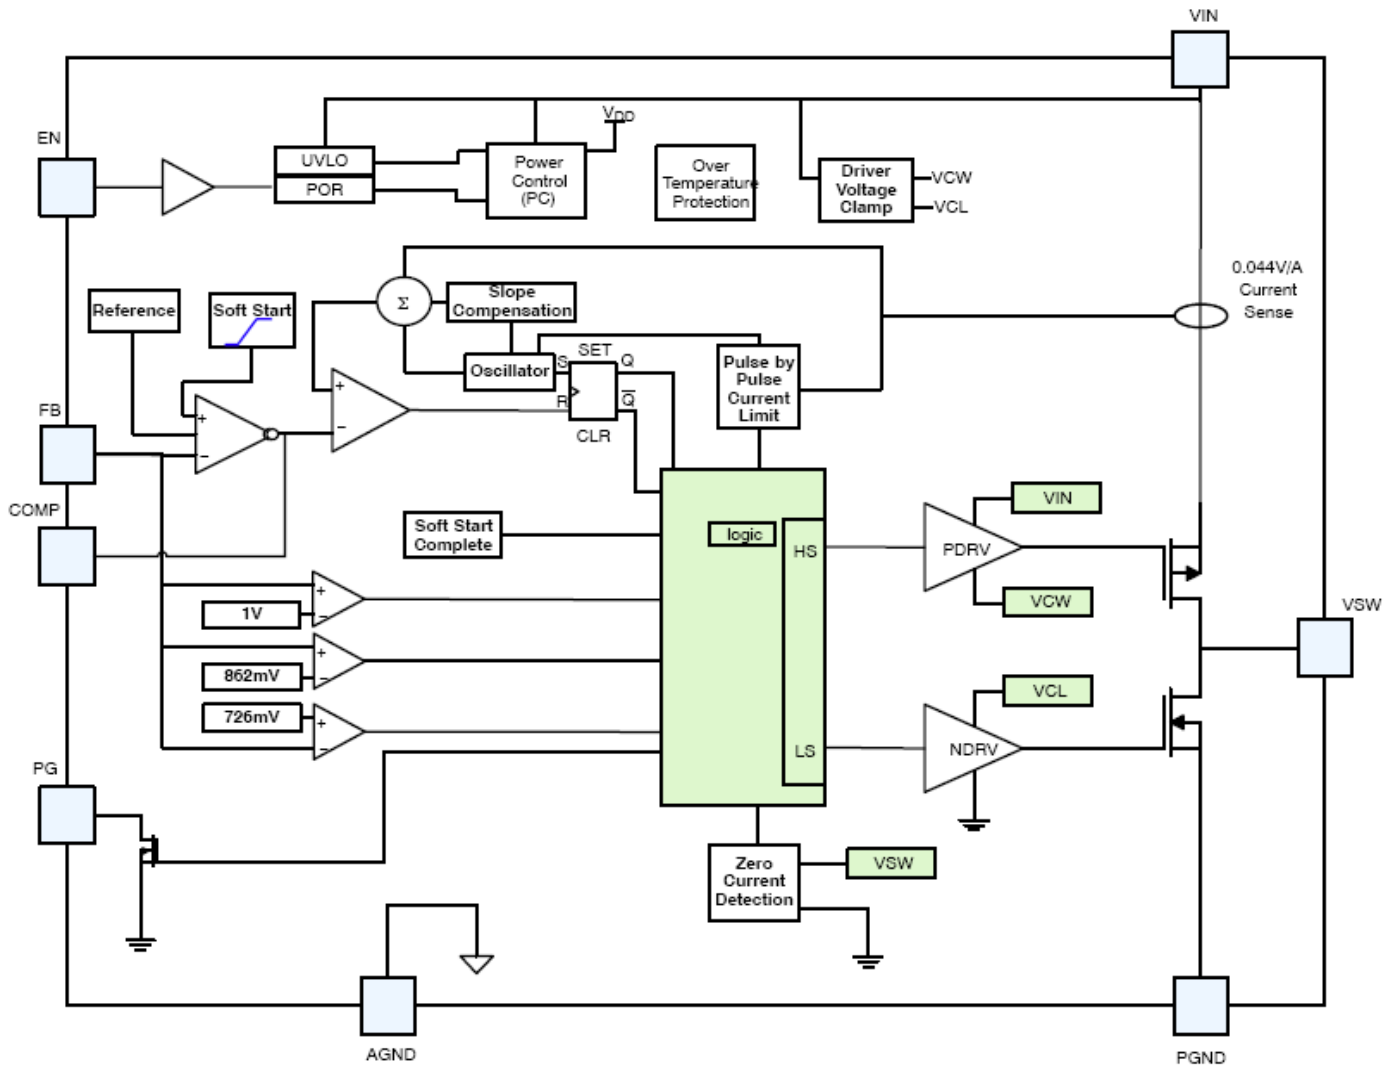 VIN
EN
UVLO
POR
Power
Control
(PC)
VDD
Over
Temperature
Protection
Driver
Voltage
Clamp
VCW
VCL
0.044V/A
Current
Sense
Reference
Soft Start
Σ
Slope
Compensation
Oscillator
SET
S
Q
R
Q̅
CLR
Pulse by
Pulse
Current
Limit
FB
+
−
+
−
COMP
Soft Start
Complete
logic
HS
PDRV
VIN
VCW
VSW
1V
+
−
862mV
+
−
726mV
+
−
LS
NDRV
VCL
PG
Zero
Current
Detection
VSW
AGND
PGND